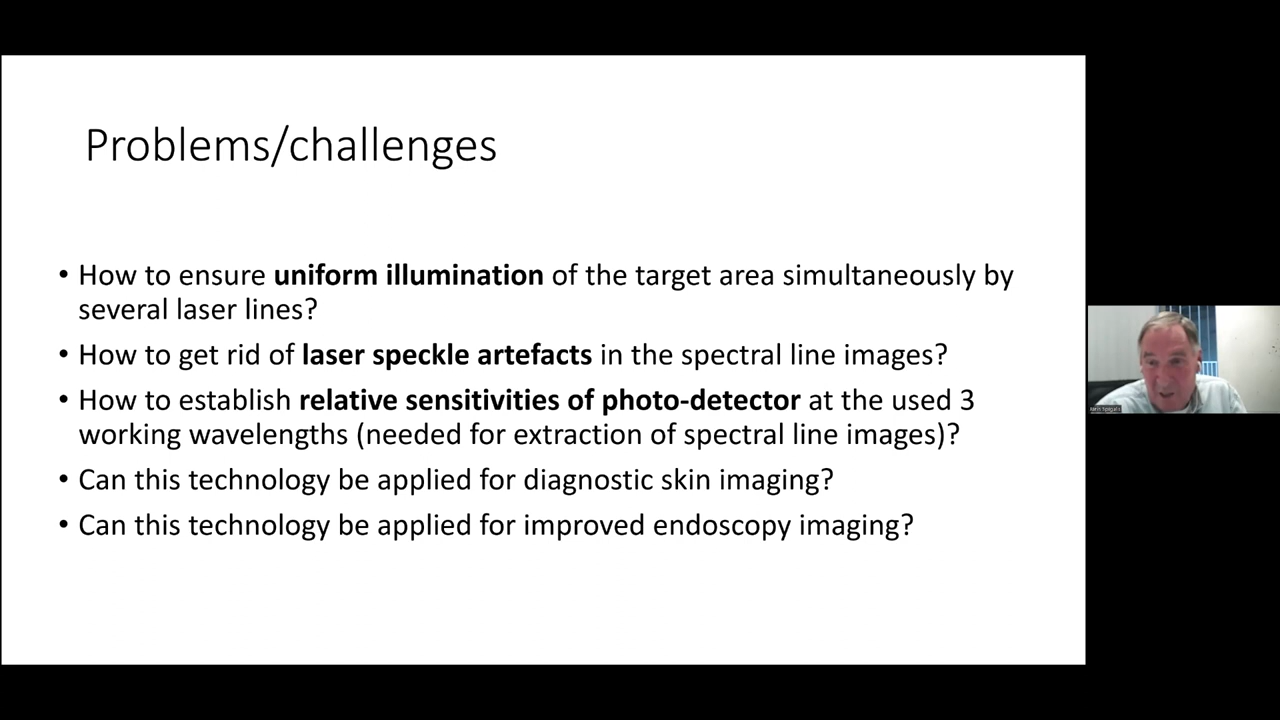 Problems/challenges
• How to ensure uniform illumination of the target area simultaneously by
several laser lines?
• How to get rid of laser speckle artefacts in the spectral line images?
• How to establish relative sensitivities of photo-detector at the used 3
working wavelengths (needed for extraction of spectral line images)?
• Can this technology be applied for diagnostic skin imaging?
• Can this technology be applied for improved endoscopy imaging?